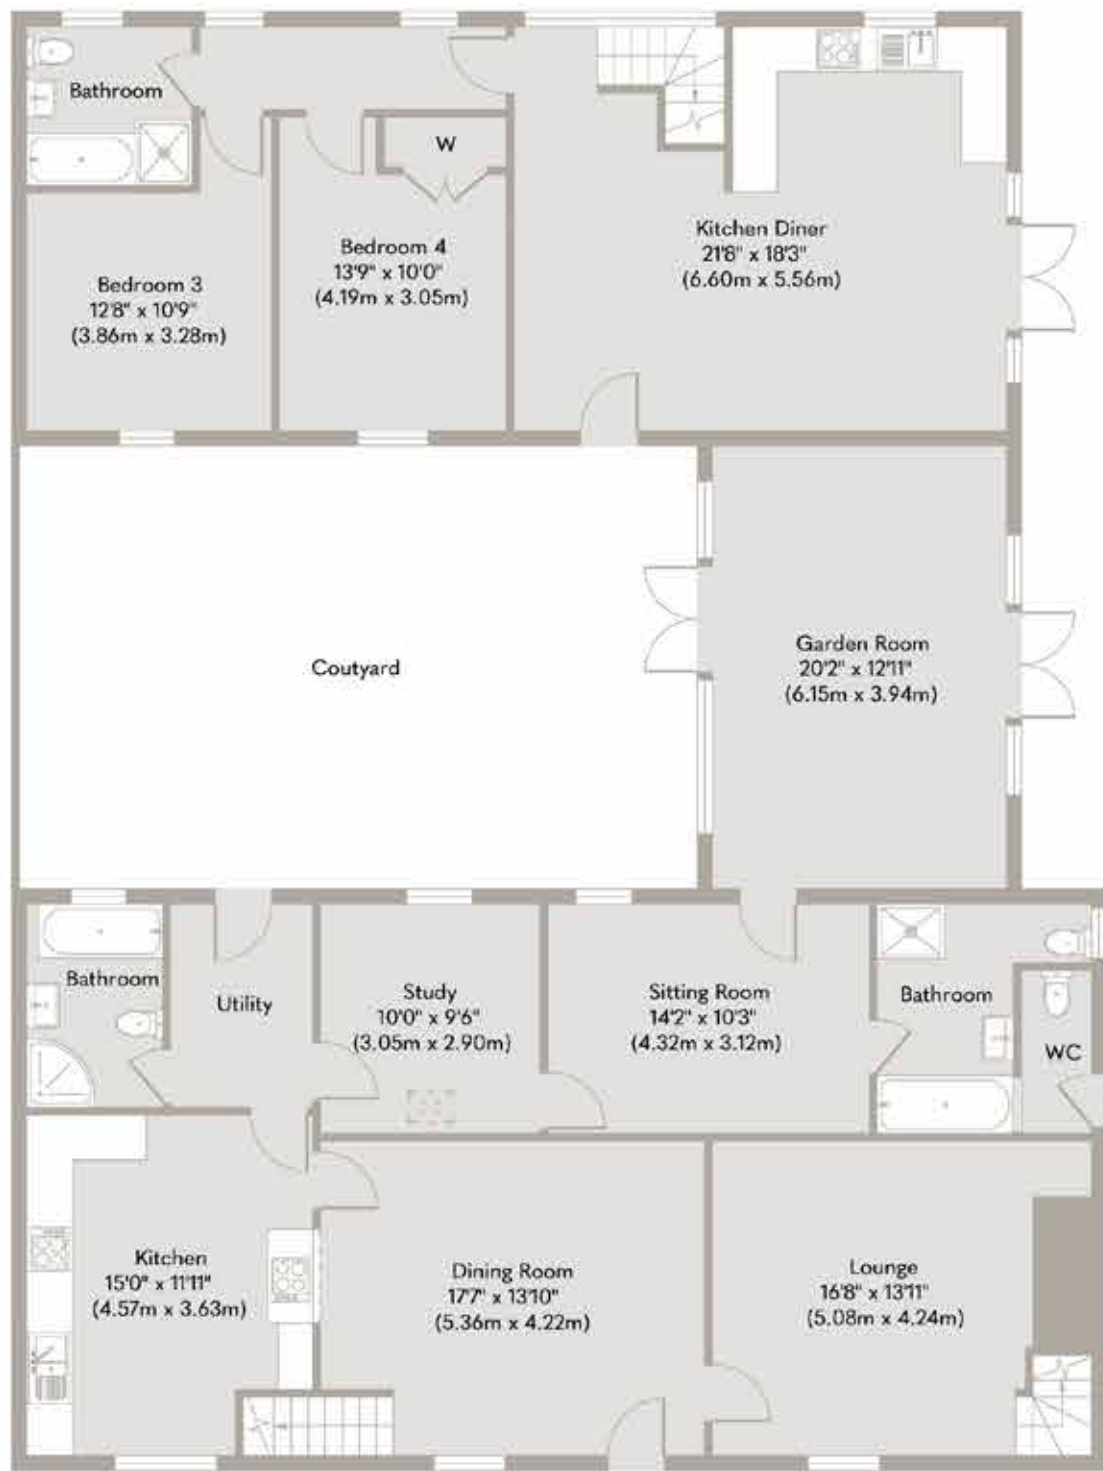 Bathroom
W
Kitchen Diner
21'8" x 18'3"
(6.60m x 5.56m)
Bedroom 4
13'9" x 10'0"
(4.19m x 3.05m)
Bedroom 3
12'8" x 10'9"
(3.86m x 3.28m)
Coutyard
Garden Room
20'2" x 12'11"
(6.15m x 3.94m)
Bathroom
Utility
Study
10'0" x 9'6"
(3.05m x 2.90m)
Sitting Room
14'2" x 10'3"
(4.32m x 3.12m)
Bathroom
WC
Kitchen
15'0" x 11'11"
(4.57m x 3.63m)
Dining Room
17'7" x 13'10"
(5.36m x 4.22m)
Lounge
16'8" x 13'11"
(5.08m x 4.24m)